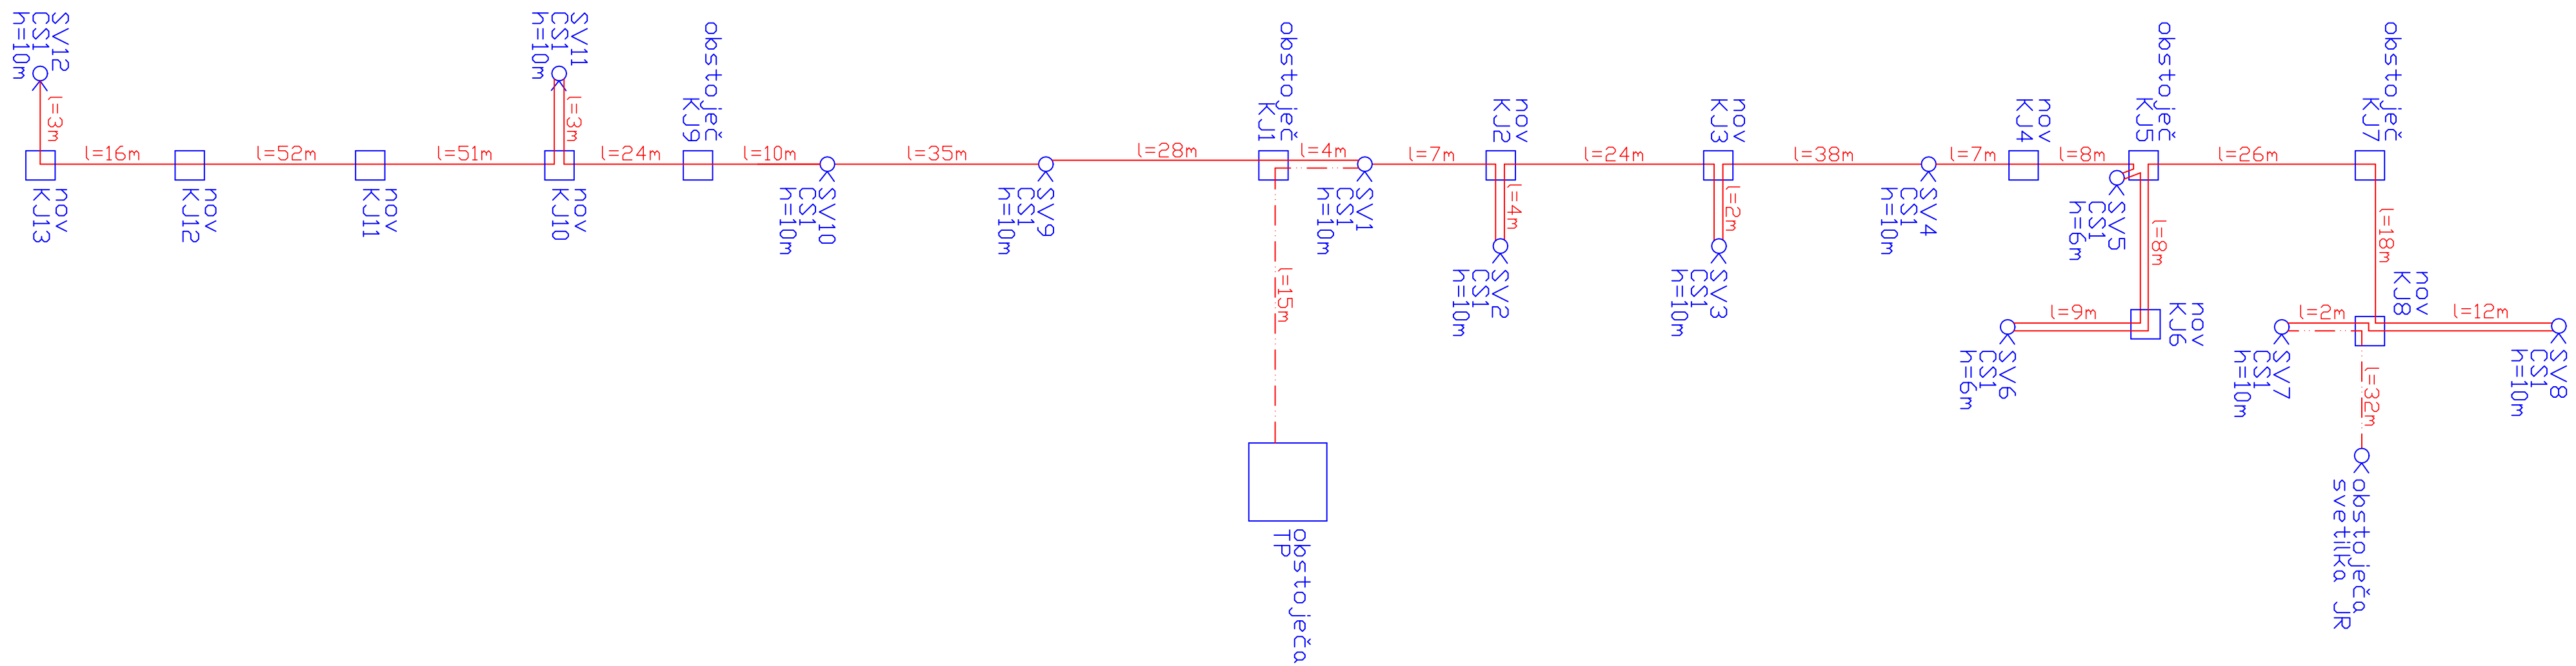 SV12
CS1
h=10m
l=3m
l=16m
nov
KJ13
l=52m
nov
KJ12
l=51m
nov
KJ11
SV11
CS1
h=10m
l=3m
nov
KJ10
l=24m
obstoječ
KJ9
l=10m
SV10
CS1
h=10m
l=35m
SV9
CS1
h=10m
l=28m
obstoječ
KJ1
l=4m
SV1
CS1
h=10m
l=15m
obstoječa
TP
l=7m
nov
KJ2
l=4m
SV2
CS1
h=10m
l=24m
nov
KJ3
l=2m
SV3
CS1
h=10m
l=38m
SV4
CS1
h=10m
l=7m
nov
KJ4
l=8m
obstoječ
KJ5
SV5
CS1
h=6m
l=8m
nov
KJ6
l=9m
SV6
CS1
h=6m
l=26m
obstoječ
KJ7
l=18m
nov
KJ8
l=2m
SV7
CS1
h=10m
l=32m
obstoječa
svetilka JR
l=12m
SV8
CS1
h=10m